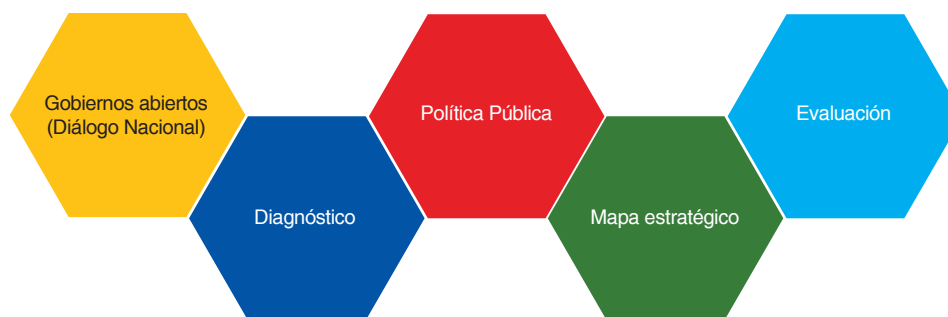 Gobiernos abiertos
(Diálogo Nacional)
Diagnóstico
Política Pública
Mapa estratégico
Evaluación